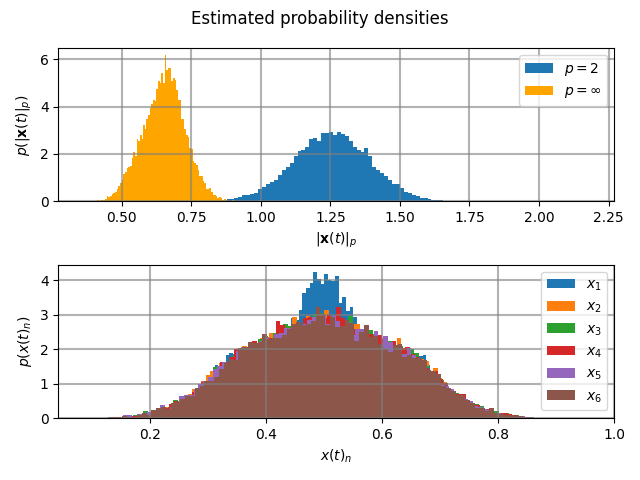 Estimated probability densities
p(|x(t)|ₚ)
6
4
2
0
p = 2
p = ∞
0.50 0.75 1.00 1.25 1.50 1.75 2.00 2.25
|x(t)|ₚ
p(x(t)ₙ)
4
3
2
1
0
x₁
x₂
x₃
x₄
x₅
x₆
0.2 0.4 0.6 0.8 1.0
x(t)ₙ